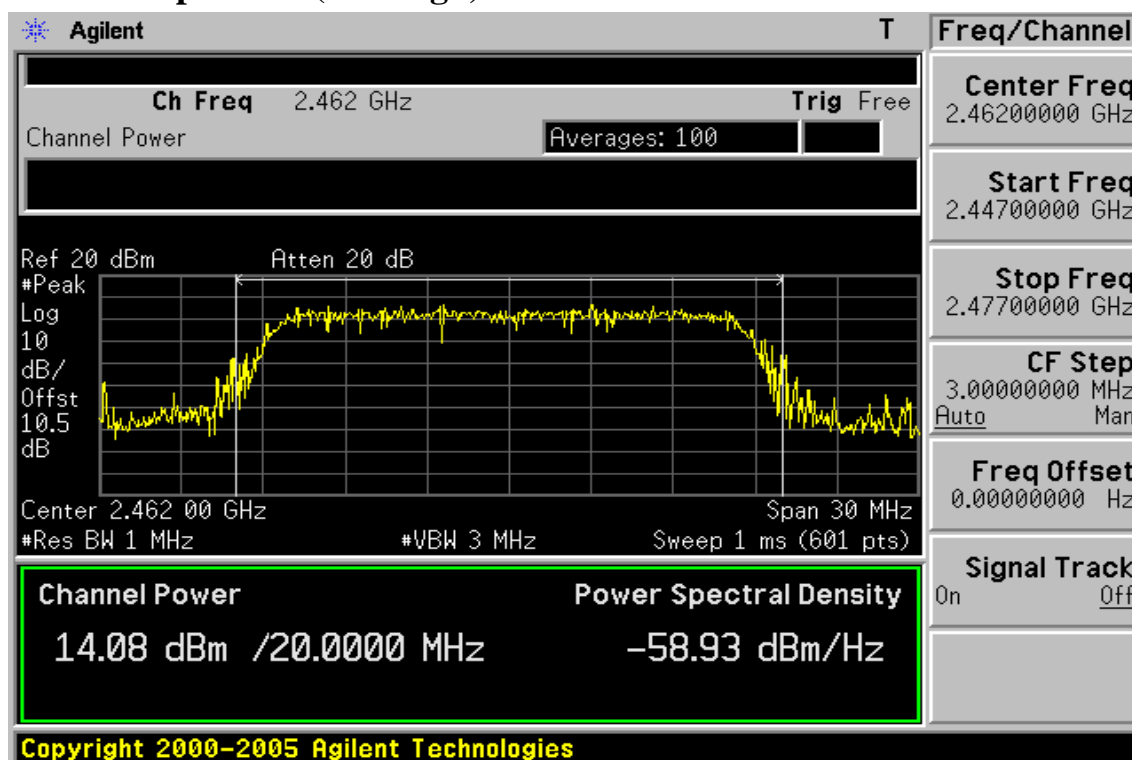 Agilent T Freq/Channel
Ch Freq 2.462 GHz Trig Free
Channel Power Averages: 100
Ref 20 dBm Atten 20 dB
#Peak
Log
10
dB/
Offst
10.5
dB
Center 2.462 00 GHz Span 30 MHz
#Res BW 1 MHz #VBW 3 MHz Sweep 1 ms (601 pts)
Channel Power Power Spectral Density
14.08 dBm /20.0000 MHz -58.93 dBm/Hz
Center Freq
2.46200000 GHz
Start Freq
2.44700000 GHz
Stop Freq
2.47700000 GHz
CF Step
3.00000000 MHz
Auto Man
Freq Offset
0.00000000 Hz
Signal Track
On Off
Copyright 2000-2005 Agilent Technologies